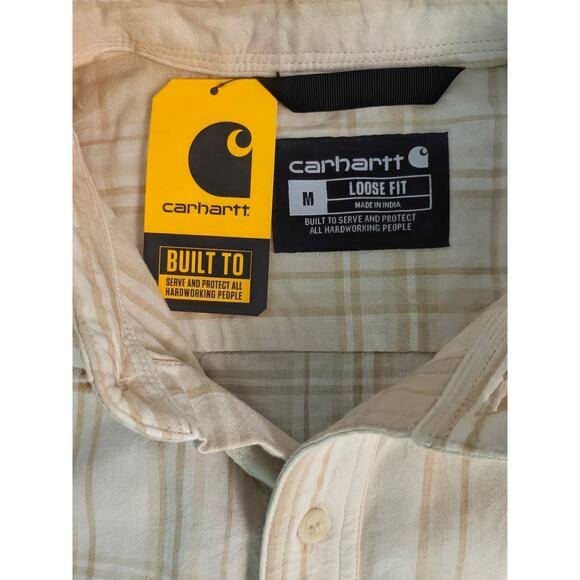 carhartt
BUILT TO
SERVE AND PROTECT ALL
HARDWORKING PEOPLE
carhartt
M
LOOSE FIT
MADE IN INDIA
BUILT TO SERVE AND PROTECT
ALL HARDWORKING PEOPLE